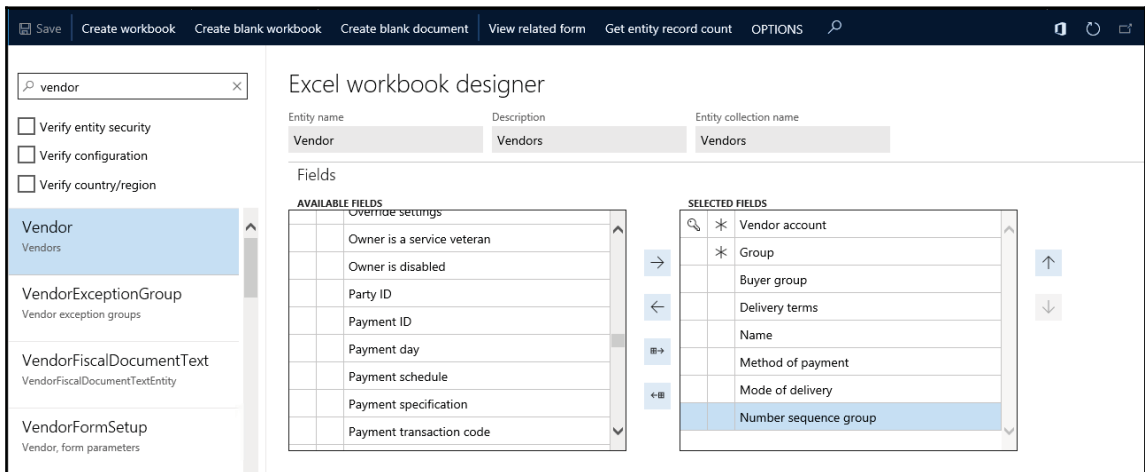 Save Create workbook Create blank workbook Create blank document View related form Get entity record count OPTIONS
vendor
Verify entity security
Verify configuration
Verify country/region
Vendor
Vendors
VendorExceptionGroup
Vendor exception groups
VendorFiscalDocumentText
VendorFiscalDocumentTextEntity
VendorFormSetup
Vendor, form parameters
Excel workbook designer
Entity name Description Entity collection name
Vendor Vendors Vendors
Fields
AVAILABLE FIELDS
Override settings
Owner is a service veteran
Owner is disabled
Party ID
Payment ID
Payment day
Payment schedule
Payment specification
Payment transaction code
SELECTED FIELDS
Vendor account
Group
Buyer group
Delivery terms
Name
Method of payment
Mode of delivery
Number sequence group